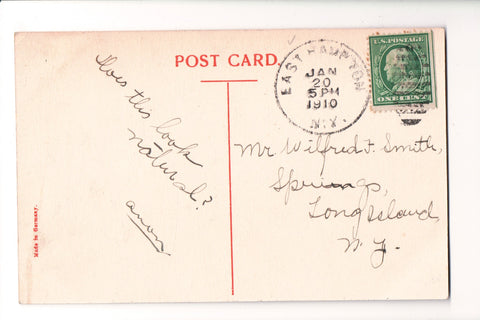 POST CARD.
EAST HAMPTON
JAN
20
5 PM
1910
N.Y.
U.S. POSTAGE
ONE CENT
Does this look
natural?
anon
Mr Wilfred F. Smith,
Springs,
Long Island
N.Y.
Made in Germany.